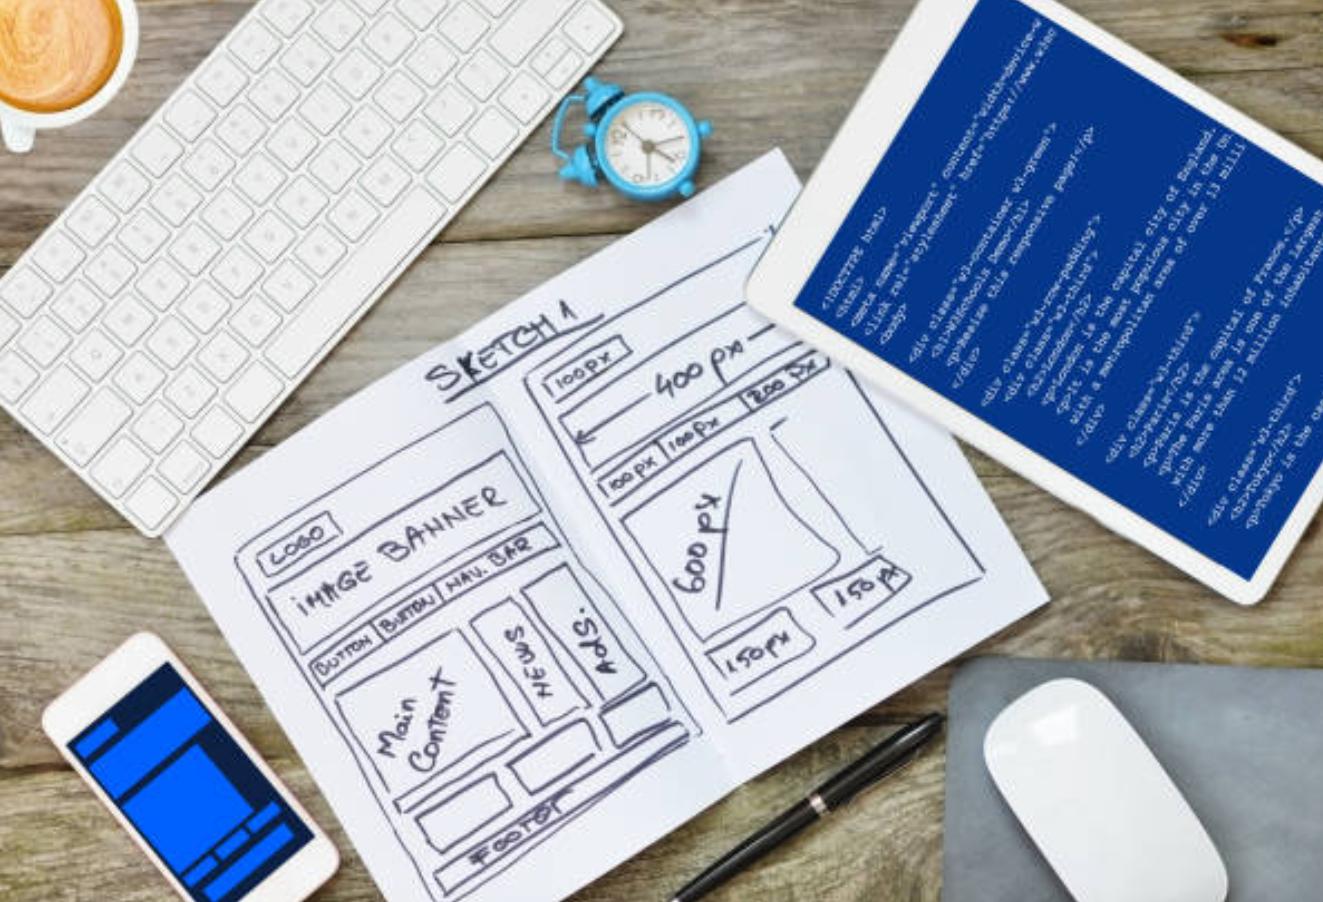 SKETCH 1
LOGO
iMAGE BANNER
BUTTON BUTTON NAV. BAR
Main
Content
NEWS
AdS.
FOOTER
100PX
400 px
100px 100px 200 px
600 px
150px
150 px
<!DOCTYPE html>
<html>
<meta name="viewport" content="width=device-w
<link rel="stylesheet" href="https://www.w3sc
<body>
<div class="w3-container w3-green">
<h1>W3Schools Demo</h1>
<p>Resize this responsive page!</p>
</div>
<div class="w3-row-padding">
<div class="w3-third">
<h2>London</h2>
<p>London is the capital city of England.
<p>It is the most populous city in the Un
with a metropolitan area of over 13 milli
</div>
<div class="w3-third">
<h2>Paris</h2>
<p>Paris is the capital of France.</p>
<p>The Paris area is one of the larges
with more than 12 million inhabitan
</div>
<div class="w3-third">
<h2>Tokyo</h2>
<p>Tokyo is the ca